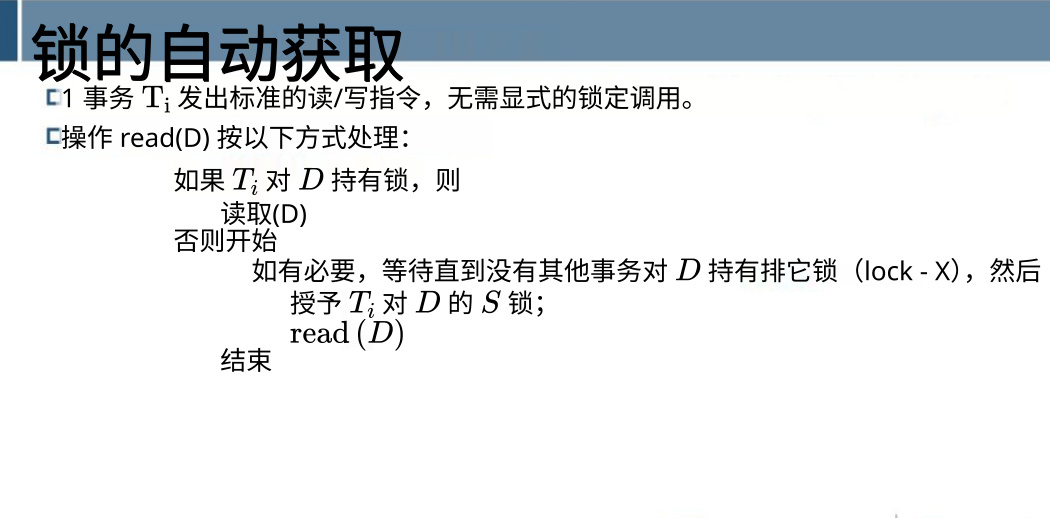 锁的自动获取
1 事务 T_i 发出标准的读/写指令，无需显式的锁定调用。
操作 read(D) 按以下方式处理：
如果 T_i 对 D 持有锁，则
读取(D)
否则开始
如有必要，等待直到没有其他事务对 D 持有排它锁（lock - X），然后
授予 T_i 对 D 的 S 锁；
read (D)
结束